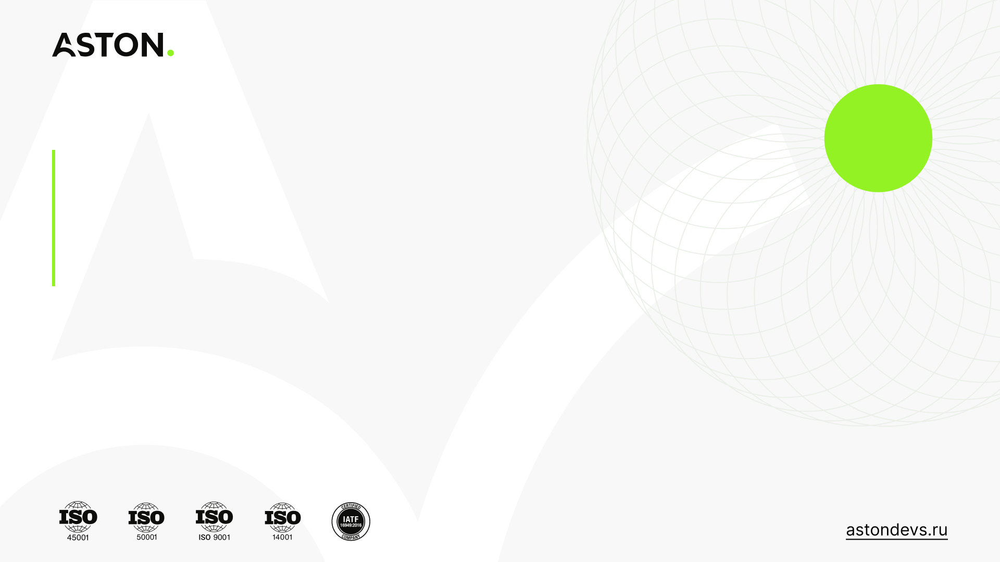 ASTON.
ISO
45001
ISO
50001
ISO
ISO 9001
ISO
14001
CERTIFIED
IATF
16949:2016
COMPANY
astondevs.ru